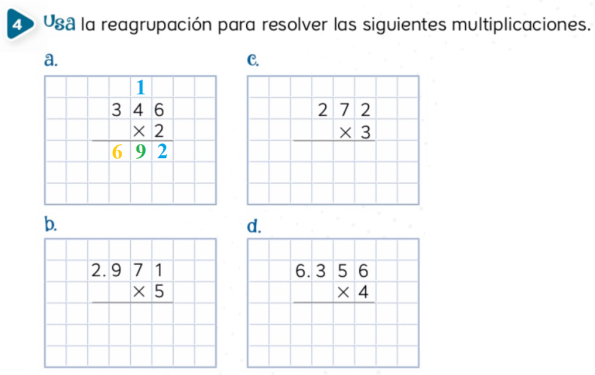 4 Usa la reagrupación para resolver las siguientes multiplicaciones.
a.
1
3 4 6
× 2
6 9 2
c.
2 7 2
× 3
b.
2.9 7 1
× 5
d.
6.3 5 6
× 4